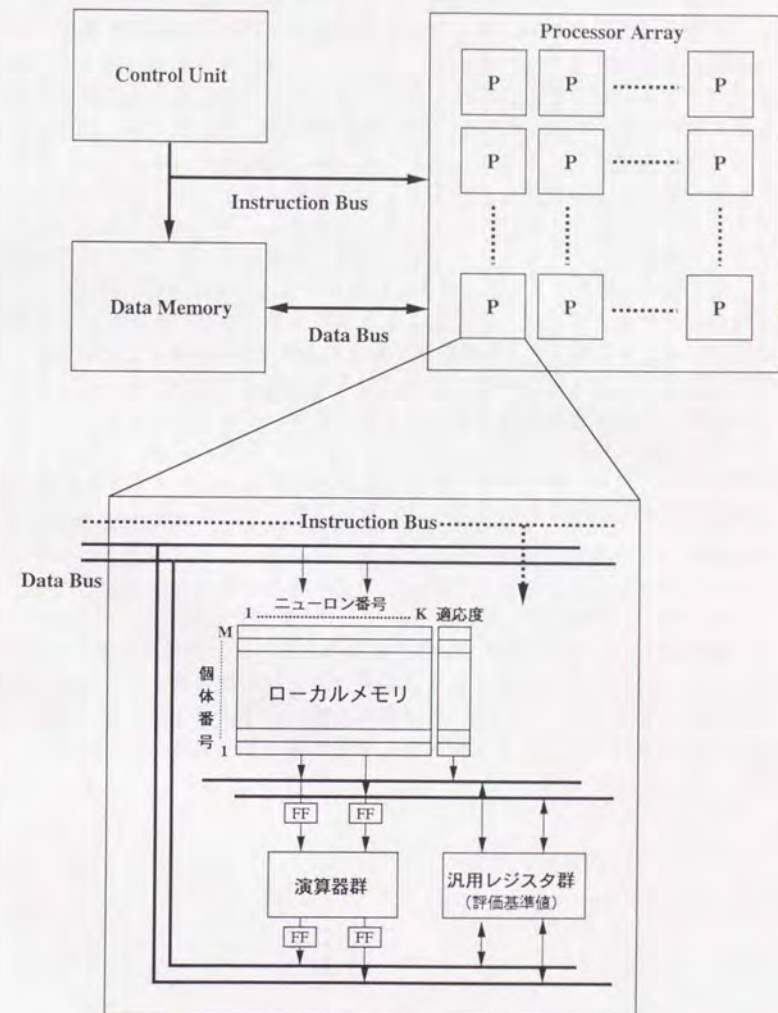 Control Unit
Processor Array
P P P
P P P
Instruction Bus
Data Memory
P P P
Data Bus
Instruction Bus
Data Bus
ニューロン番号
1 K 適応度
M
個体番号
ローカルメモリ
1
FF FF
演算器群
汎用レジスタ群
(評価基準値)
FF FF